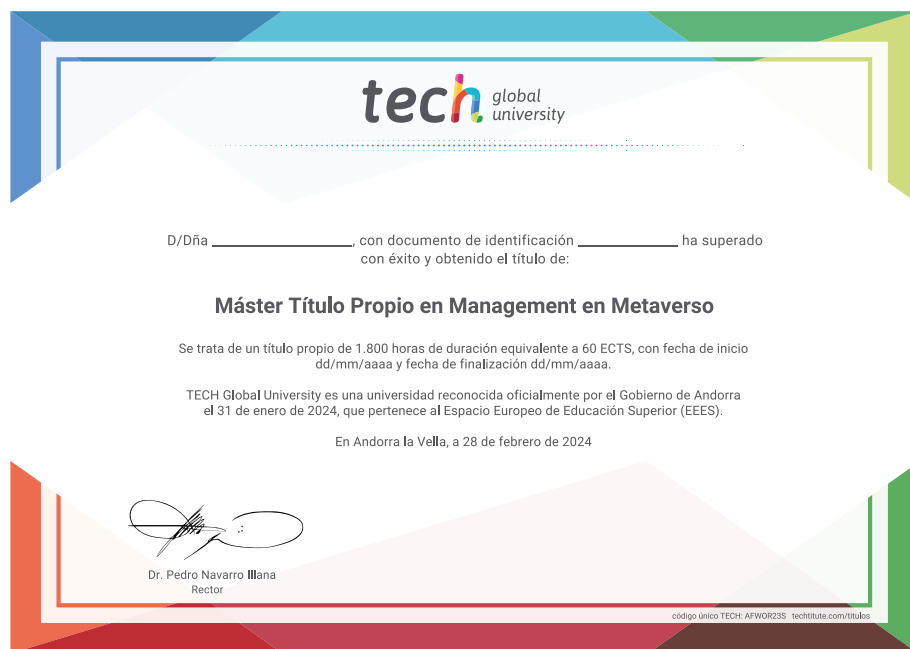 tech global university
D/Dña ____________, con documento de identificación ____________ ha superado
con éxito y obtenido el título de:
Máster Título Propio en Management en Metaverso
Se trata de un título propio de 1.800 horas de duración equivalente a 60 ECTS, con fecha de inicio
dd/mm/aaaa y fecha de finalización dd/mm/aaaa.
TECH Global University es una universidad reconocida oficialmente por el Gobierno de Andorra
el 31 de enero de 2024, que pertenece al Espacio Europeo de Educación Superior (EEES).
En Andorra la Vella, a 28 de febrero de 2024
Dr. Pedro Navarro Illana
Rector
código único TECH: AFWOR23S techtitute.com/titulos